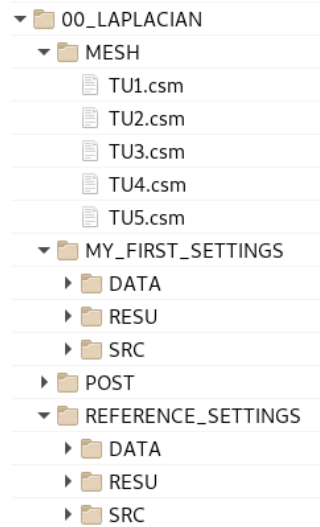 00_LAPLACIAN
MESH
TU1.csm
TU2.csm
TU3.csm
TU4.csm
TU5.csm
MY_FIRST_SETTINGS
DATA
RESU
SRC
POST
REFERENCE_SETTINGS
DATA
RESU
SRC